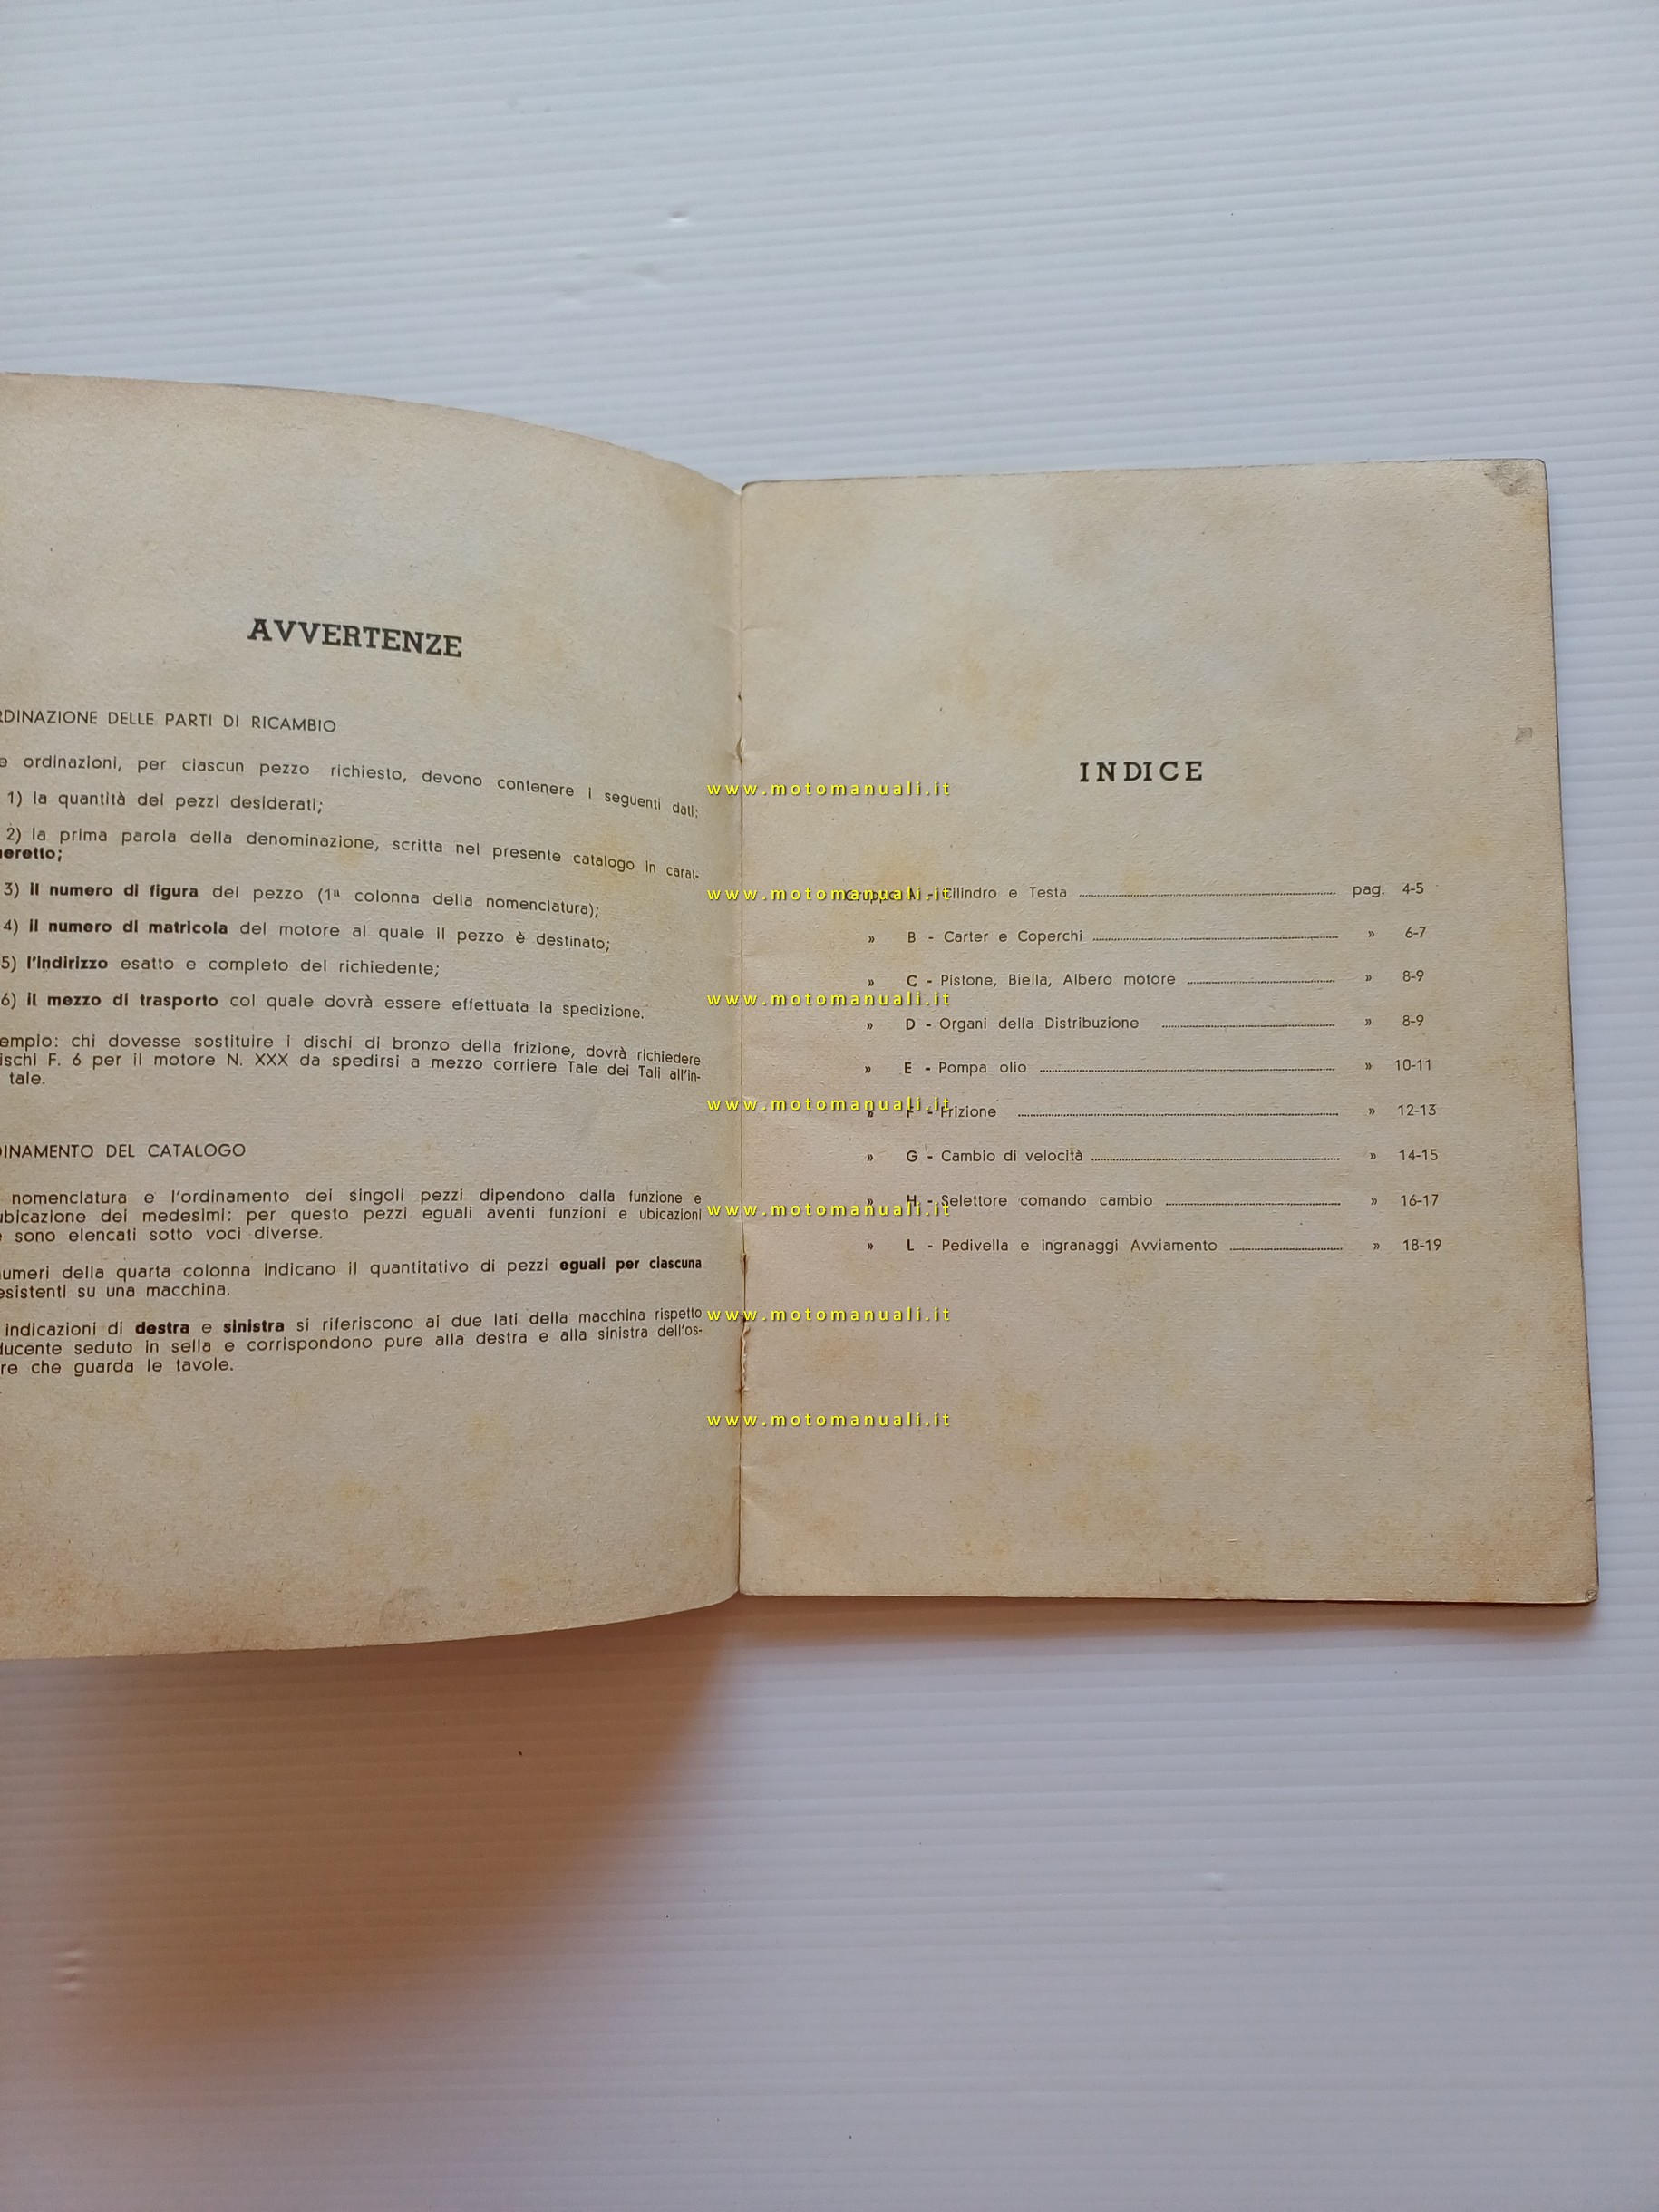 AVVERTENZE
DELLE PARTI DI RICAMBIO
ordinazioni, per ciascun pezzo richiesto, devono contenere i seguenti dati:
1) la quantità dei pezzi desiderati;
2) la prima parola della denominazione, scritta nel presente catalogo in carat-
3) il numero di figura del pezzo (1ª colonna della nomenclatura);
4) il numero di matricola del motore al quale il pezzo è destinato;
5) l'indirizzo esatto e completo del richiedente;
6) il mezzo di trasporto col quale dovrà essere effettuata la spedizione.
chi dovesse sostituire i dischi di bronzo della frizione, dovrà richiedere
F. 6 per il motore N. XXX da spedirsi a mezzo corriere Tale dei Tali all'in-
tale.
DEL CATALOGO
nomenclatura e l'ordinamento dei singoli pezzi dipendono dalla funzione e
ubicazione dei medesimi: per questo pezzi eguali aventi funzioni e ubicazioni
sono elencati sotto voci diverse.
della quarta colonna indicano il quantitativo di pezzi eguali per ciascuna
esistenti su una macchina.
indicazioni di destra e sinistra si riferiscono ai due lati della macchina rispetto
seduto in sella e corrispondono pure alla destra e alla sinistra dell'os-
che guarda le tavole.
INDICE
Gruppo A - Cilindro e Testa pag. 4-5
» B - Carter e Coperchi » 6-7
» C - Pistone, Biella, Albero motore » 8-9
» D - Organi della Distribuzione » 8-9
» E - Pompa olio » 10-11
» F - Frizione » 12-13
» G - Cambio di velocità » 14-15
» H - Selettore comando cambio » 16-17
» L - Pedivella e ingranaggi Avviamento » 18-19
www.motomanuali.it
www.motomanuali.it
www.motomanuali.it
www.motomanuali.it
www.motomanuali.it
www.motomanuali.it
www.motomanuali.it